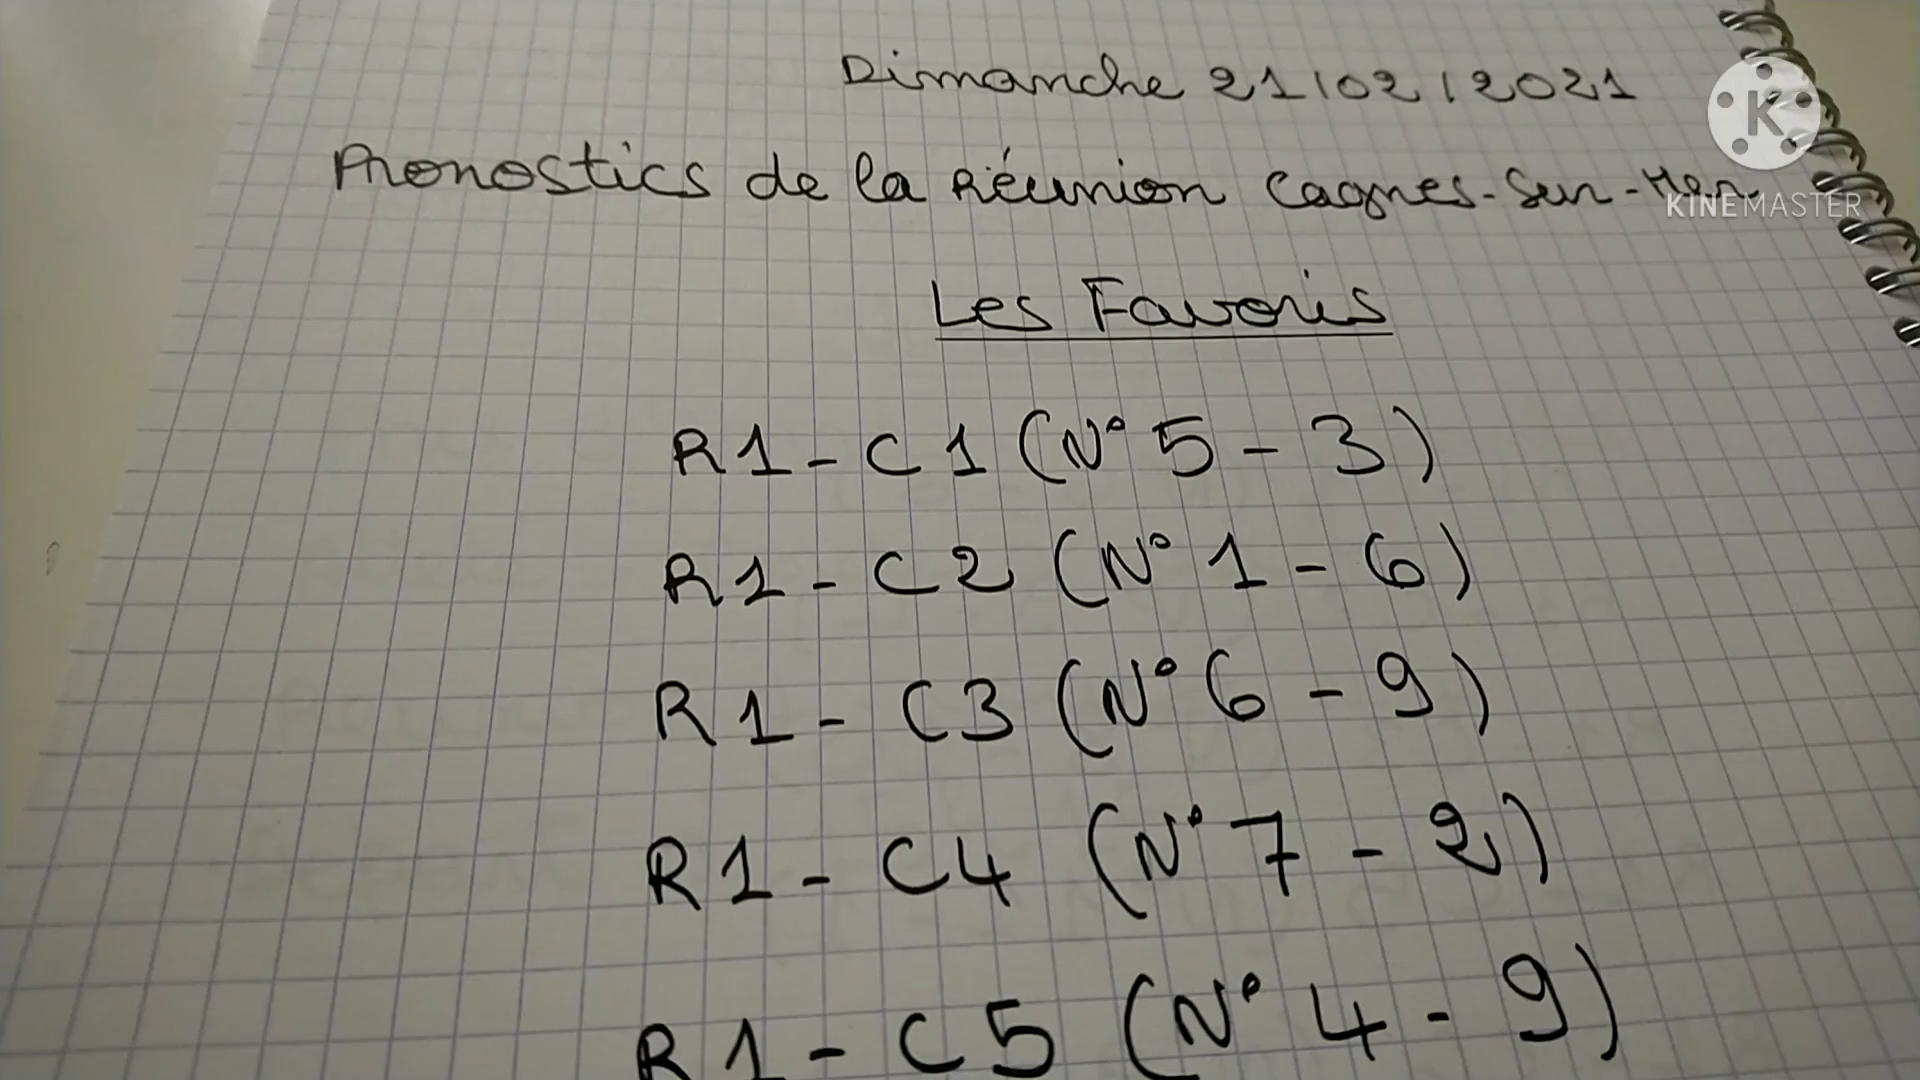 Dimanche 21/02/2021
K
Pronostics de la Réunion Cagnes-Sur-Mer
KINEMASTER
Les Favoris
R1 - C1 (N° 5 - 3)
R1 - C2 (N° 1 - 6)
R1 - C3 (N° 6 - 9)
R1 - C4 (N° 7 - 2)
R1 - C5 (N° 4 - 9)